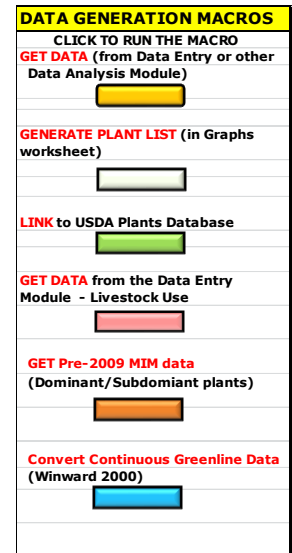 DATA GENERATION MACROS
CLICK TO RUN THE MACRO
GET DATA (from Data Entry or other
Data Analysis Module)
GENERATE PLANT LIST (in Graphs
worksheet)
LINK to USDA Plants Database
GET DATA from the Data Entry
Module - Livestock Use
GET Pre-2009 MIM data
(Dominant/Subdomiant plants)
Convert Continuous Greenline Data
(Winward 2000)